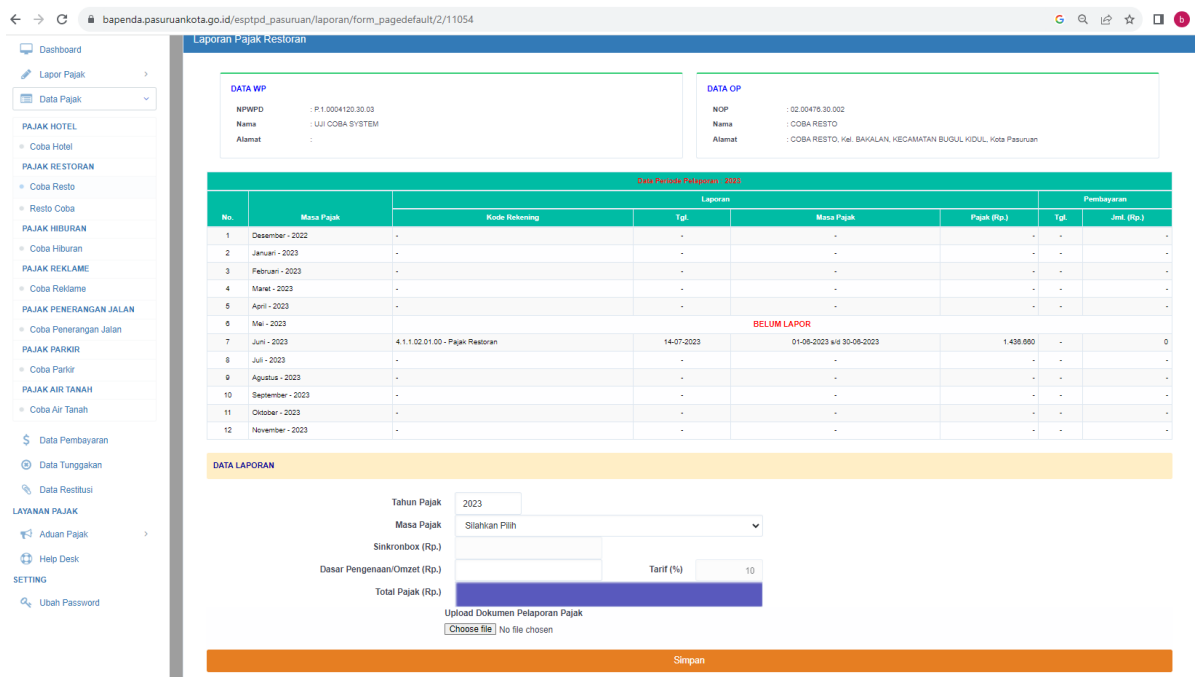 bapenda.pasuruankota.go.id/esptpd_pasuruan/laporan/form_pagedefault/2/11054
b
Dashboard
Lapor Pajak
Data Pajak
PAJAK HOTEL
Coba Hotel
PAJAK RESTORAN
Coba Resto
Resto Coba
PAJAK HIBURAN
Coba Hiburan
PAJAK REKLAME
Coba Reklame
PAJAK PENERANGAN JALAN
Coba Penerangan Jalan
PAJAK PARKIR
Coba Parkir
PAJAK AIR TANAH
Coba Air Tanah
Data Pembayaran
Data Tunggakan
Data Restitusi
LAYANAN PAJAK
Aduan Pajak
Help Desk
SETTING
Ubah Password
Laporan Pajak Restoran
DATA WP
NPWPD : P.1.0004120.30.03
Nama : UJI COBA SYSTEM
Alamat :
DATA OP
NOP : 02.00476.30.002
Nama : COBA RESTO
Alamat : COBA RESTO, Kel. BAKALAN, KECAMATAN BUGUL KIDUL, Kota Pasuruan
Data Periode Pelaporan - 2023
Laporan Pembayaran
No. Masa Pajak Kode Rekening Tgl. Masa Pajak Pajak (Rp.) Tgl. Jml. (Rp.)
1 Desember - 2022 - - - - - -
2 Januari - 2023 - - - - - -
3 Februari - 2023 - - - - - -
4 Maret - 2023 - - - - - -
5 April - 2023 - - - - - -
6 Mei - 2023 BELUM LAPOR
7 Juni - 2023 4.1.1.02.01.00 - Pajak Restoran 14-07-2023 01-06-2023 s/d 30-06-2023 1.436.660 - 0
8 Juli - 2023 - - - - - -
9 Agustus - 2023 - - - - - -
10 September - 2023 - - - - - -
11 Oktober - 2023 - - - - - -
12 November - 2023 - - - - - -
DATA LAPORAN
Tahun Pajak 2023
Masa Pajak Silahkan Pilih
Sinkronbox (Rp.)
Dasar Pengenaan/Omzet (Rp.) Tarif (%) 10
Total Pajak (Rp.)
Upload Dokumen Pelaporan Pajak
Choose file No file chosen
Simpan